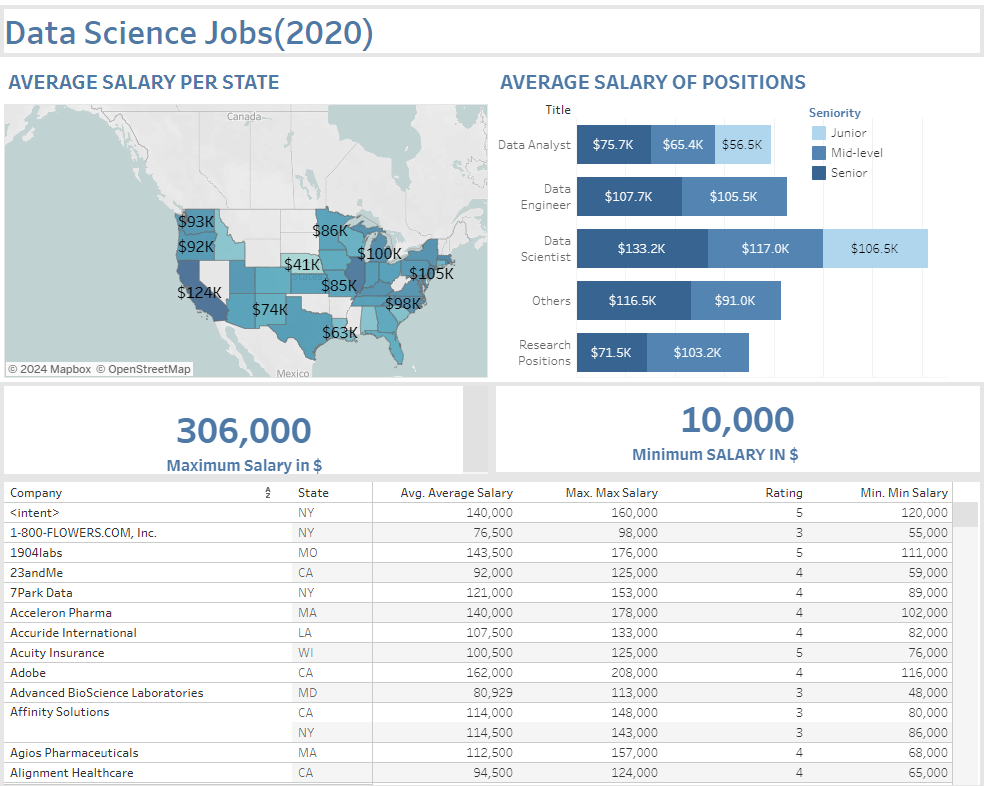 Data Science Jobs(2020)
AVERAGE SALARY PER STATE
Canada
$93K
$92K
$86K
$100K
$41K
$105K
$85K
$124K
$98K
$74K
$63K
© 2024 Mapbox © OpenStreetMap
Mexico
AVERAGE SALARY OF POSITIONS
Title
Data Analyst $75.7K $65.4K $56.5K
Data
Engineer
$107.7K $105.5K
Data
Scientist
$133.2K $117.0K $106.5K
Others $116.5K $91.0K
Research
Positions
$71.5K $103.2K
Seniority
Junior
Mid-level
Senior
306,000
Maximum Salary in $
10,000
Minimum SALARY IN $
Company State Avg. Average Salary Max. Max Salary Rating Min. Min Salary
<intent> NY 140,000 160,000 5 120,000
1-800-FLOWERS.COM, Inc. NY 76,500 98,000 3 55,000
1904labs MO 143,500 176,000 5 111,000
23andMe CA 92,000 125,000 4 59,000
7Park Data NY 121,000 153,000 4 89,000
Acceleron Pharma MA 140,000 178,000 4 102,000
Accuride International LA 107,500 133,000 4 82,000
Acuity Insurance WI 100,500 125,000 5 76,000
Adobe CA 162,000 208,000 4 116,000
Advanced BioScience Laboratories MD 80,929 113,000 3 48,000
Affinity Solutions CA 114,000 148,000 3 80,000
NY 114,500 143,000 3 86,000
Agios Pharmaceuticals MA 112,500 157,000 4 68,000
Alignment Healthcare CA 94,500 124,000 4 65,000